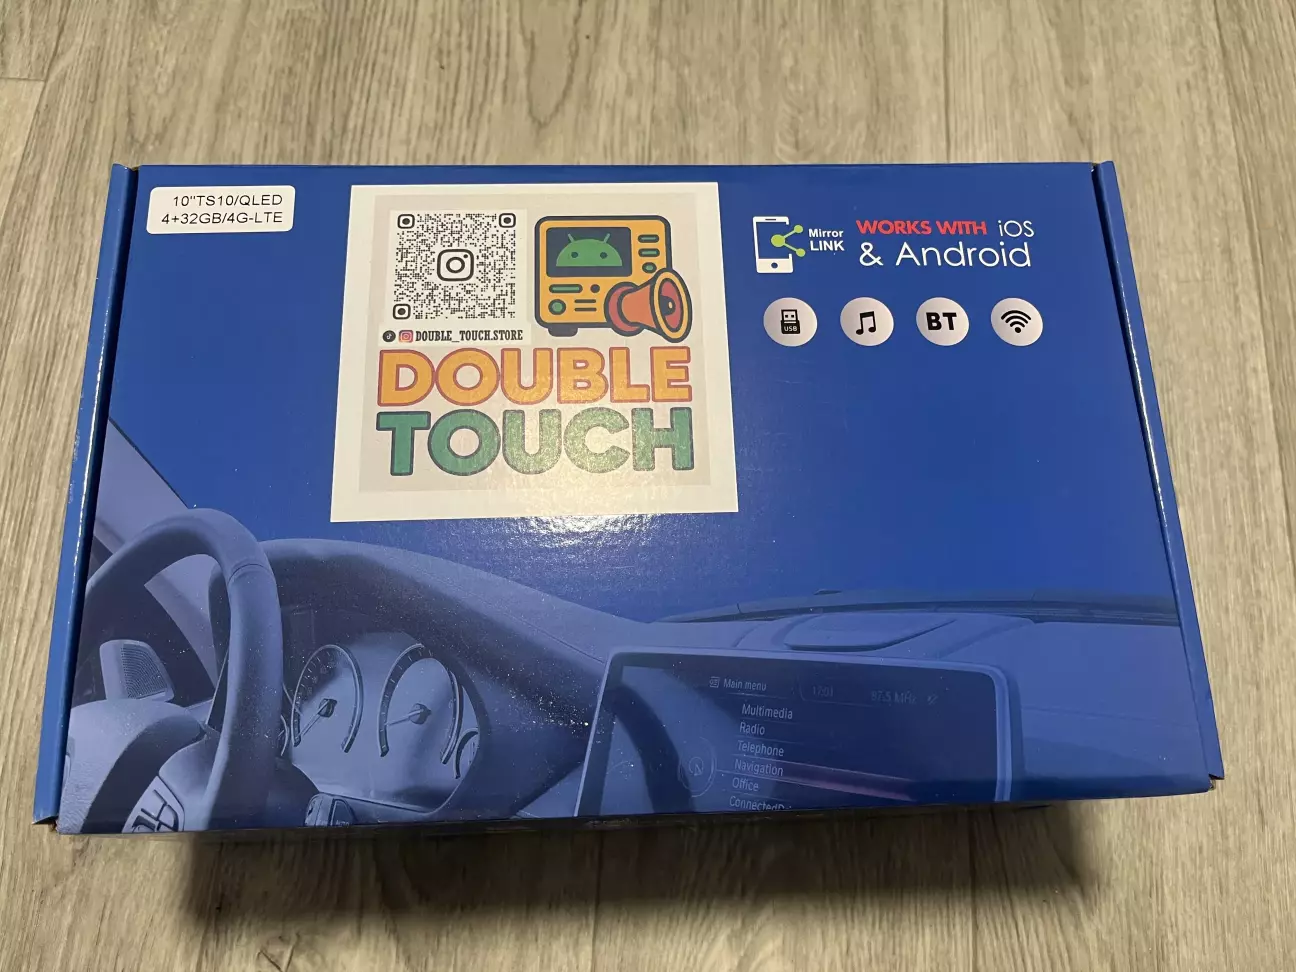 10"TS10/QLED
4+32GB/4G-LTE
DOUBLE_TOUCH.STORE
DOUBLE
TOUCH
Mirror
LINK
WORKS WITH iOS
& Android
USB
BT
Main menu
Multimedia
Radio
Telephone
Navigation
Office